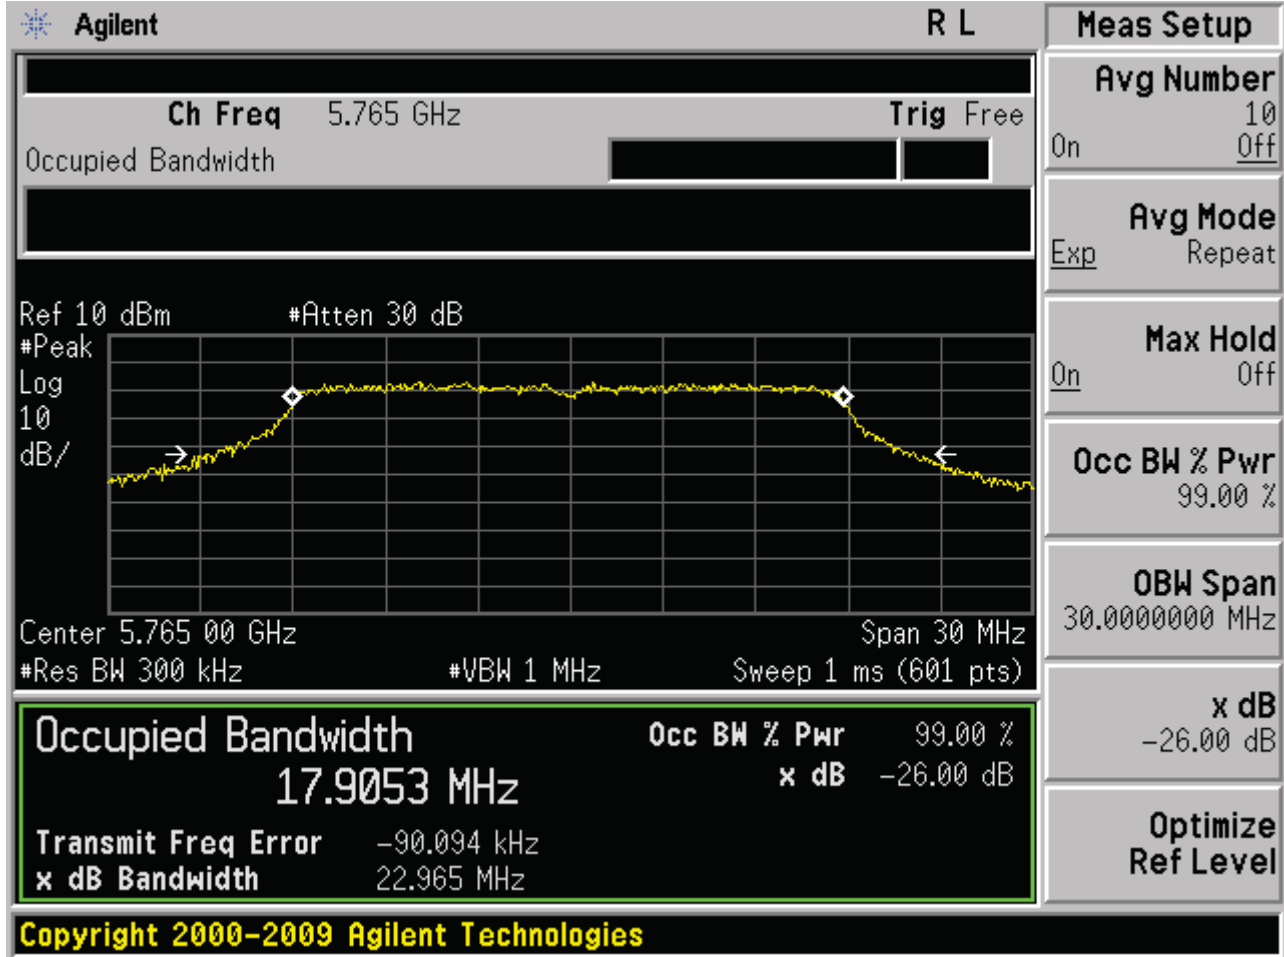 Agilent R L
Meas Setup
Ch Freq 5.765 GHz Trig Free
Occupied Bandwidth
Ref 10 dBm #Atten 30 dB
#Peak
Log
10
dB/
Center 5.765 00 GHz Span 30 MHz
#Res BW 300 kHz #VBW 1 MHz Sweep 1 ms (601 pts)
Occupied Bandwidth Occ BW % Pwr 99.00 %
17.9053 MHz x dB -26.00 dB
Transmit Freq Error -90.094 kHz
x dB Bandwidth 22.965 MHz
Avg Number
10
On Off
Avg Mode
Exp Repeat
Max Hold
On Off
Occ BW % Pwr
99.00 %
OBW Span
30.0000000 MHz
x dB
-26.00 dB
Optimize
Ref Level
Copyright 2000-2009 Agilent Technologies